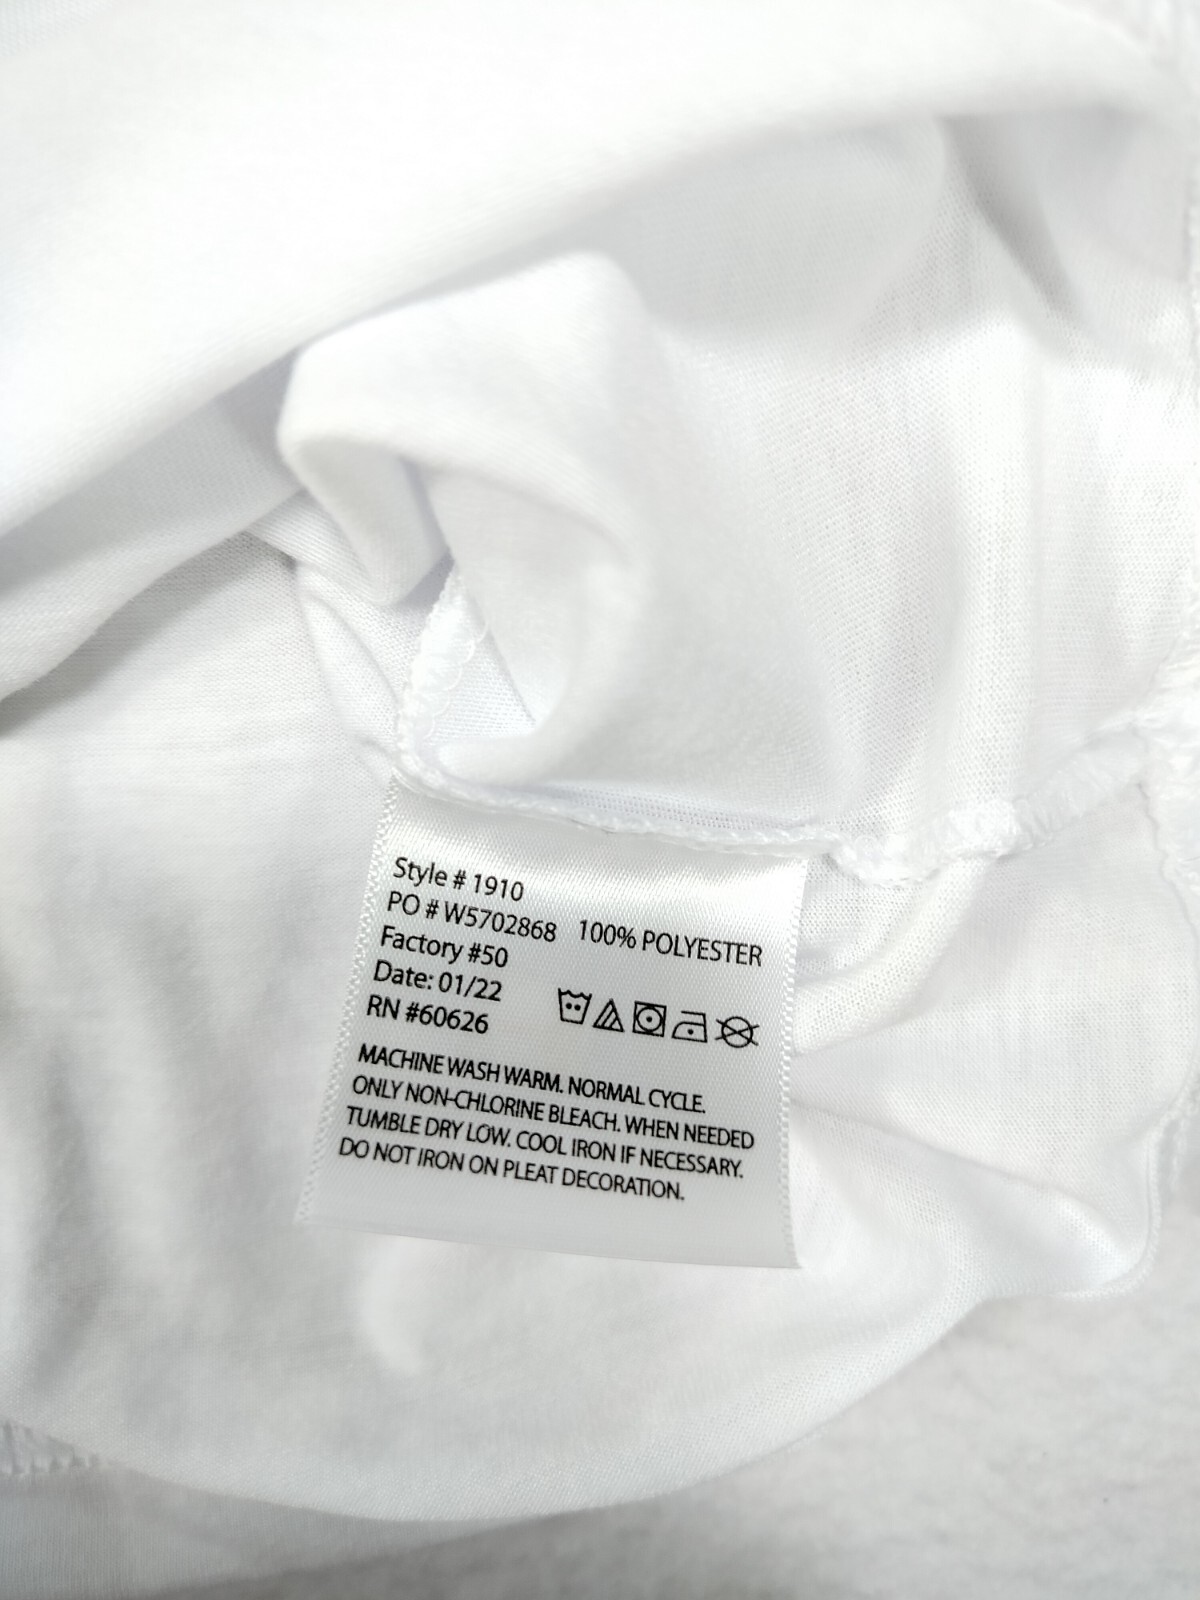 Style # 1910
PO # W5702868
Factory #50
Date: 01/22
RN #60626
100% POLYESTER
MACHINE WASH WARM. NORMAL CYCLE.
ONLY NON-CHLORINE BLEACH. WHEN NEEDED
TUMBLE DRY LOW. COOL IRON IF NECESSARY.
DO NOT IRON ON PLEAT DECORATION.